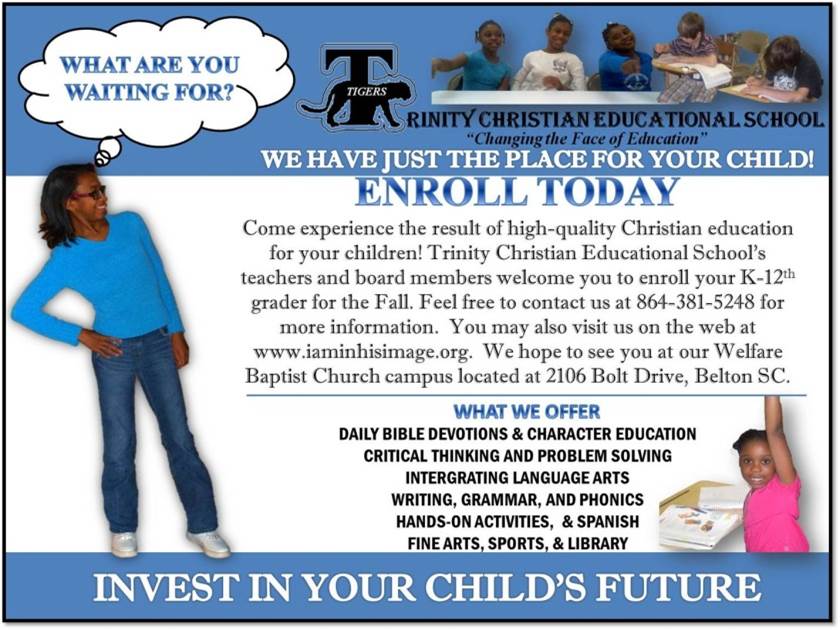 WHAT ARE YOU
WAITING FOR?
T
TIGERS
RINITY CHRISTIAN EDUCATIONAL SCHOOL
“Changing the Face of Education”
WE HAVE JUST THE PLACE FOR YOUR CHILD!
ENROLL TODAY
Come experience the result of high-quality Christian education
for your children! Trinity Christian Educational School’s
teachers and board members welcome you to enroll your K-12th
grader for the Fall. Feel free to contact us at 864-381-5248 for
more information. You may also visit us on the web at
www.iaminhisimage.org. We hope to see you at our Welfare
Baptist Church campus located at 2106 Bolt Drive, Belton SC.
WHAT WE OFFER
DAILY BIBLE DEVOTIONS & CHARACTER EDUCATION
CRITICAL THINKING AND PROBLEM SOLVING
INTERGRATING LANGUAGE ARTS
WRITING, GRAMMAR, AND PHONICS
HANDS-ON ACTIVITIES, & SPANISH
FINE ARTS, SPORTS, & LIBRARY
INVEST IN YOUR CHILD’S FUTURE